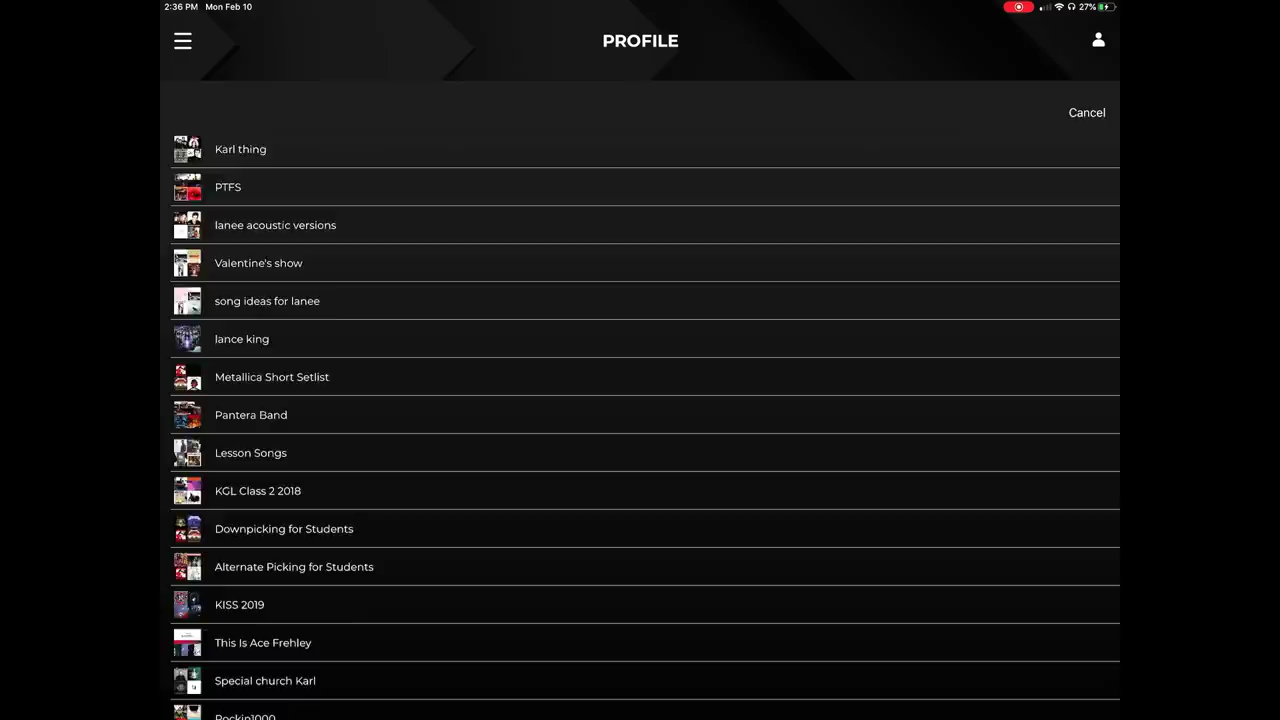 2:36 PM Mon Feb 10
27%
PROFILE
Cancel
Karl thing
PTFS
lanee acoustic versions
Valentine's show
song ideas for lanee
lance king
Metallica Short Setlist
Pantera Band
Lesson Songs
KGL Class 2 2018
Downpicking for Students
Alternate Picking for Students
KISS 2019
This Is Ace Frehley
Special church Karl
Rockin1000